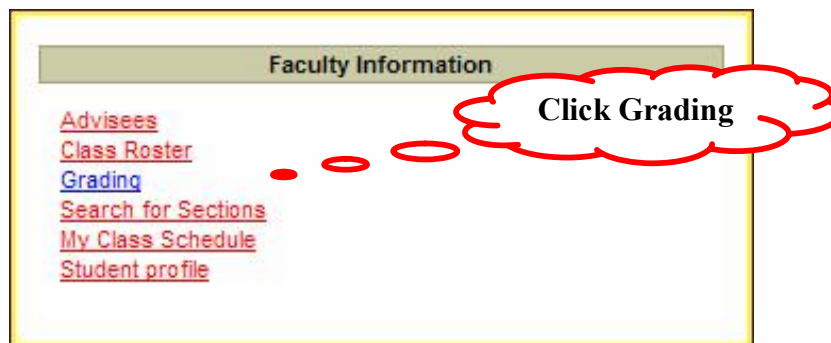 Faculty Information
Click Grading
Advisees
Class Roster
Grading
Search for Sections
My Class Schedule
Student profile